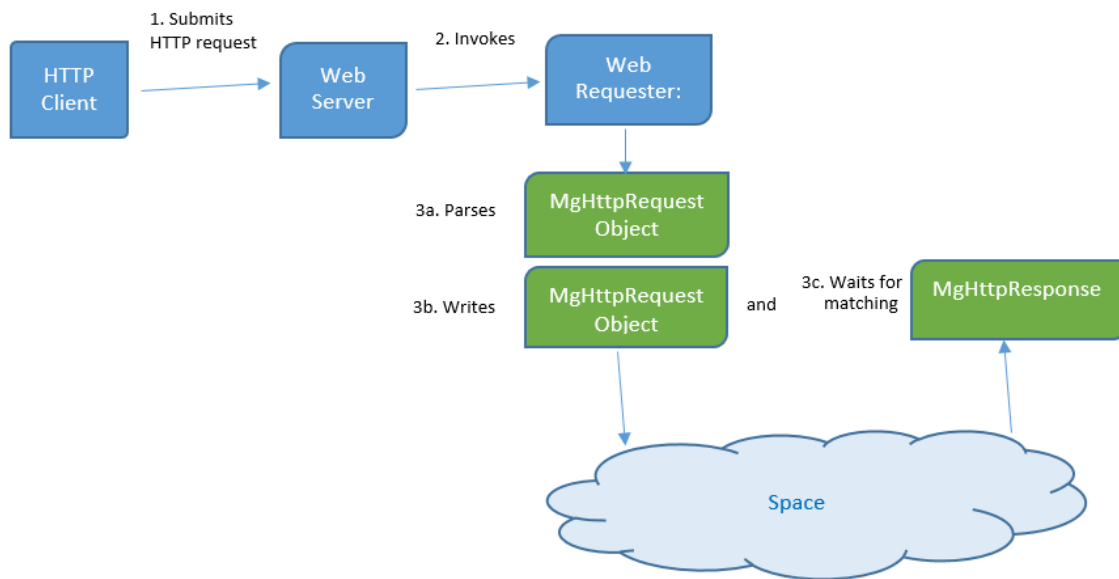 1. Submits
HTTP request
2. Invokes
HTTP
Client
Web
Server
Web
Requester:
3a. Parses
MgHttpRequest
Object
3b. Writes
MgHttpRequest
Object
and
3c. Waits for
matching
MgHttpResponse
Space